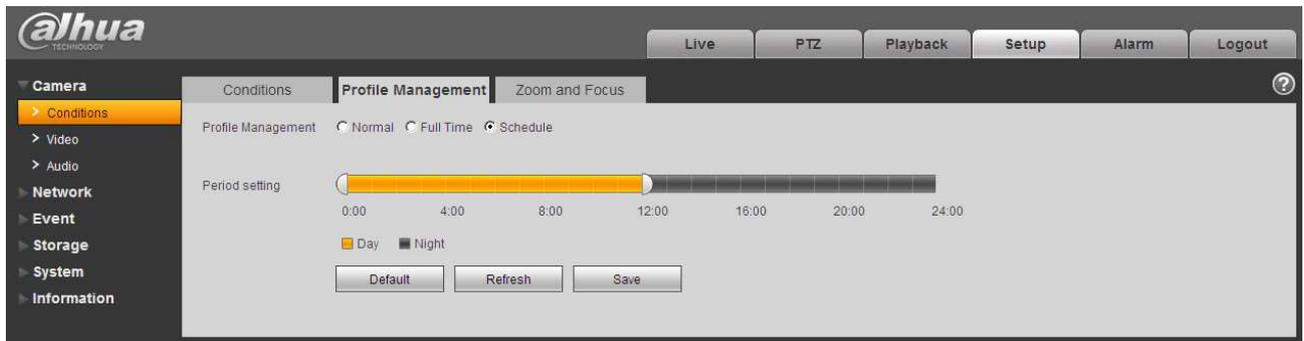 alhua
TECHNOLOGY
Live PTZ Playback Setup Alarm Logout
Camera
> Conditions
> Video
> Audio
Network
Event
Storage
System
Information
Conditions Profile Management Zoom and Focus ?
Profile Management Normal Full Time Schedule
Period setting
0:00 4:00 8:00 12:00 16:00 20:00 24:00
Day Night
Default Refresh Save